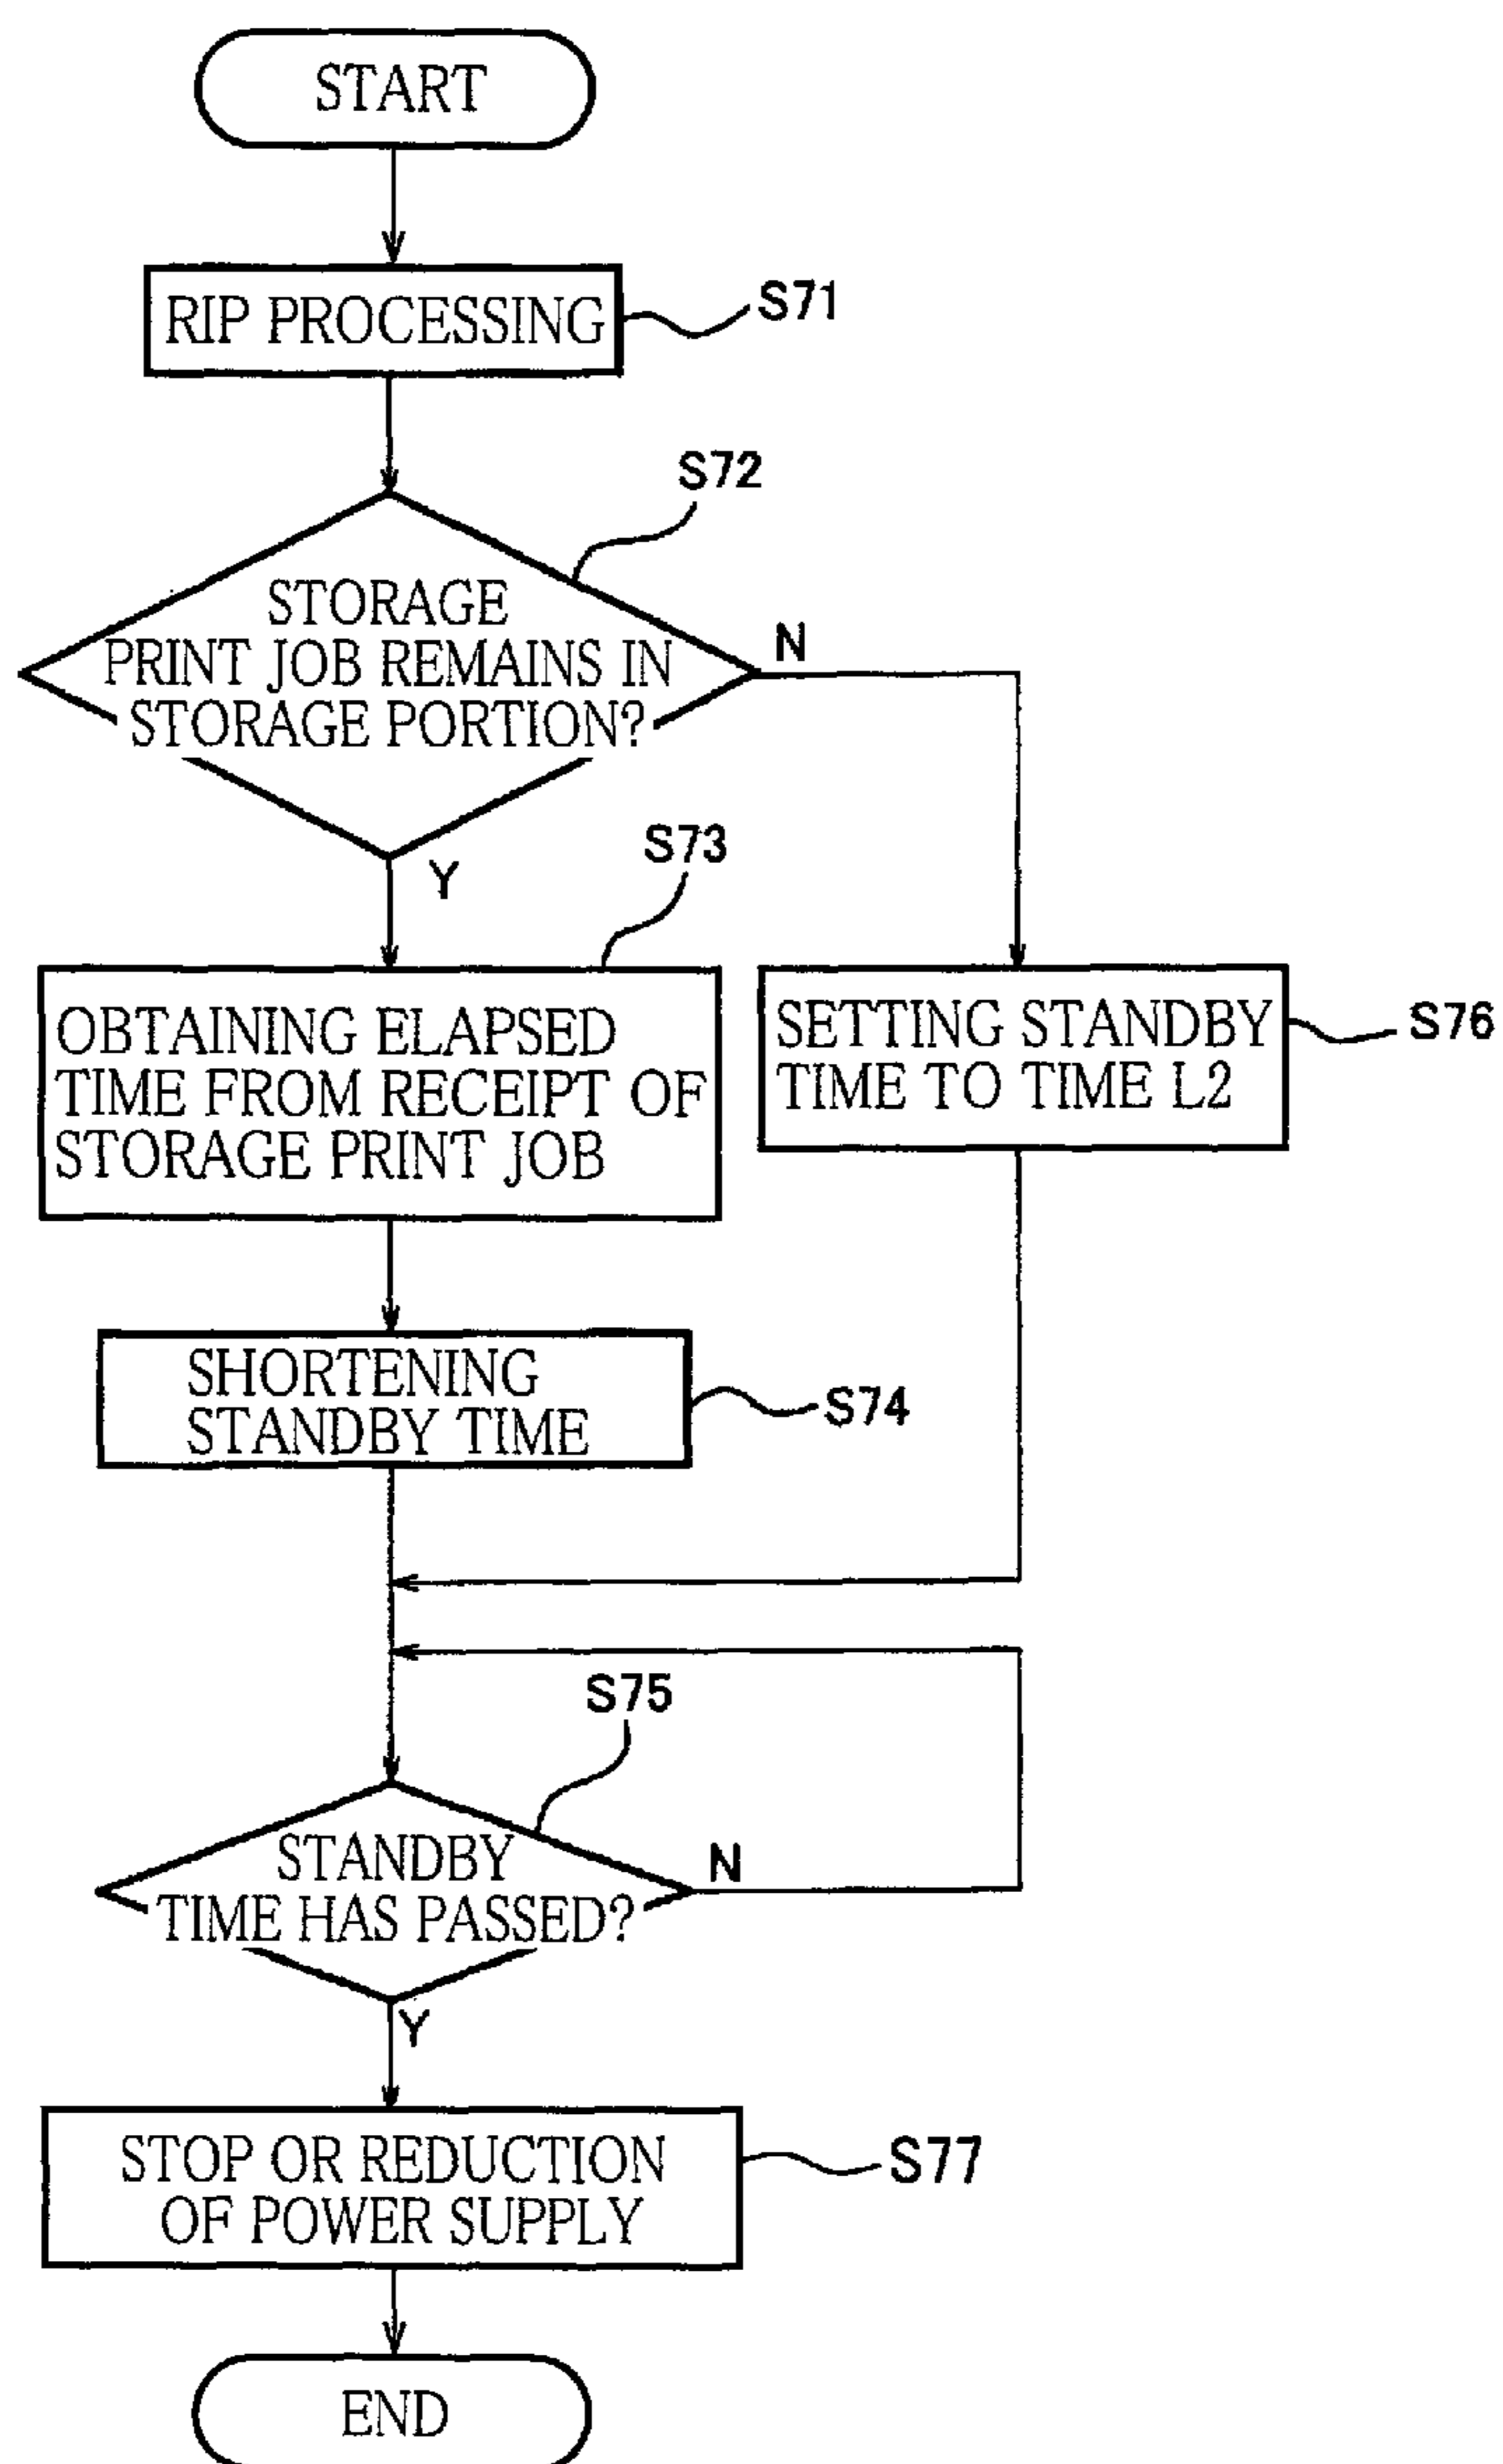 START
RIP PROCESSING
S71
S72
STORAGE
PRINT JOB REMAINS IN
STORAGE PORTION?
N
Y
S73
OBTAINING ELAPSED
TIME FROM RECEIPT OF
STORAGE PRINT JOB
SETTING STANDBY
TIME TO TIME L2
S76
SHORTENING
STANDBY TIME
S74
S75
STANDBY
TIME HAS PASSED?
N
Y
STOP OR REDUCTION
OF POWER SUPPLY
S77
END